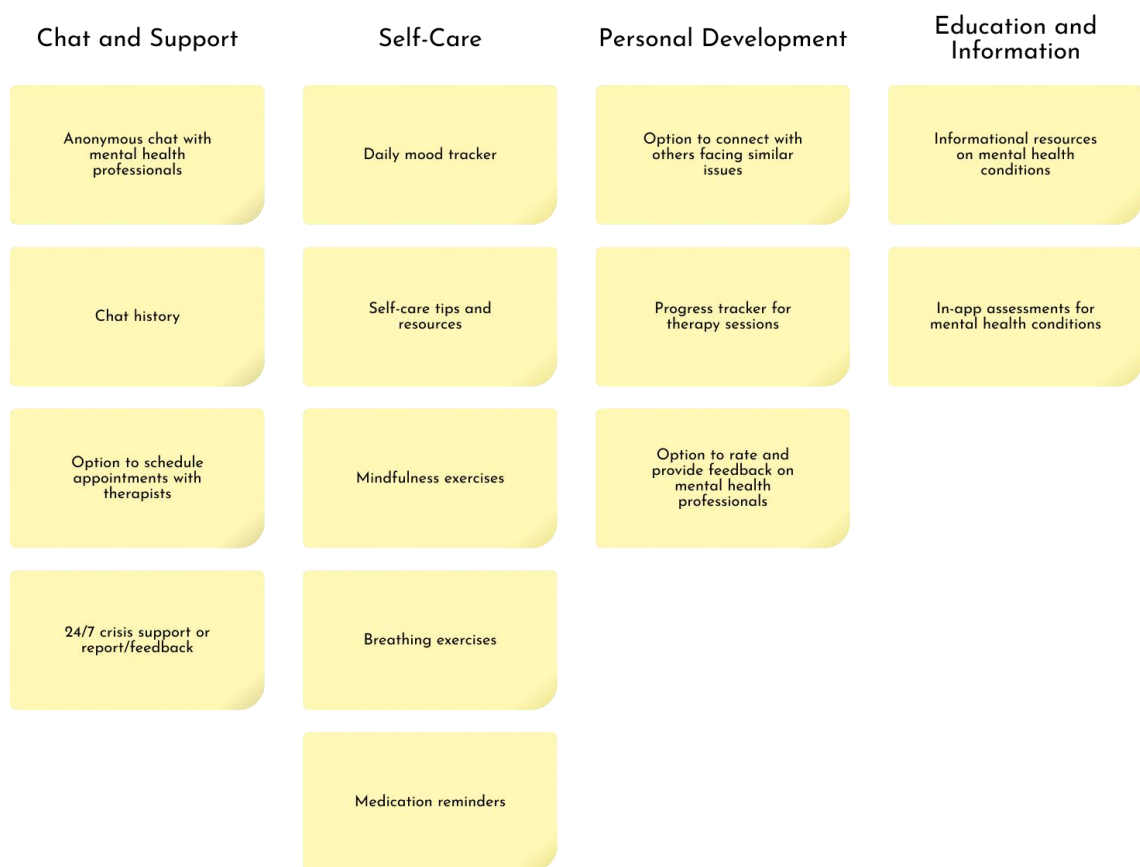 Chat and Support
Anonymous chat with
mental health
professionals
Chat history
Option to schedule
appointments with
therapists
24/7 crisis support or
report/feedback
Self-Care
Daily mood tracker
Self-care tips and
resources
Mindfulness exercises
Breathing exercises
Medication reminders
Personal Development
Option to connect with
others facing similar
issues
Progress tracker for
therapy sessions
Option to rate and
provide feedback on
mental health
professionals
Education and
Information
Informational resources
on mental health
conditions
In-app assessments for
mental health conditions